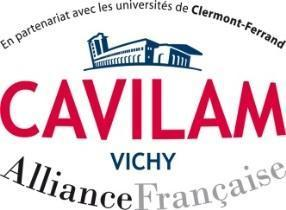 En partenariat avec les universités de Clermont-Ferrand
CAVILAM
VICHY
Alliance Française